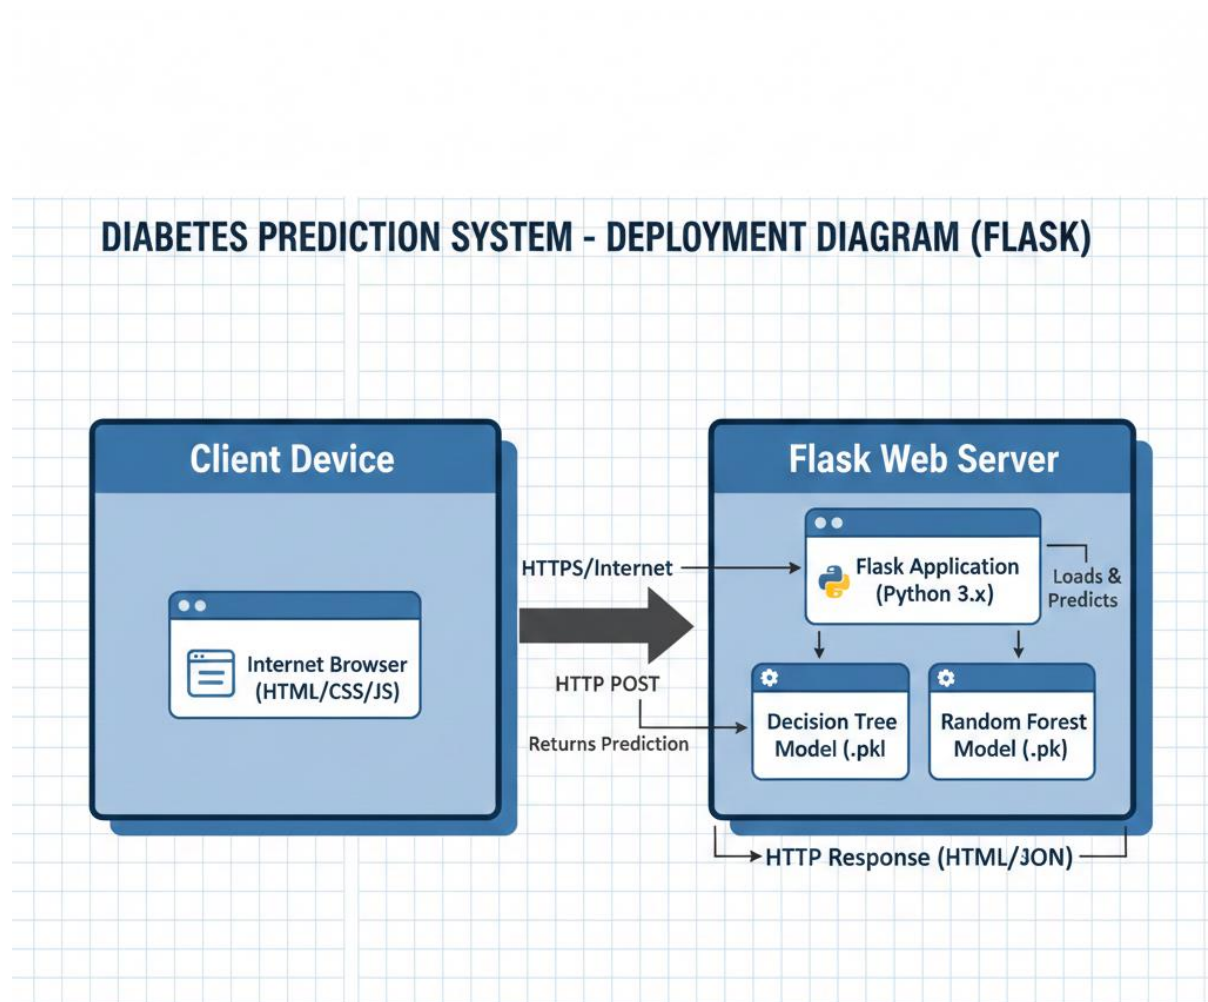 DIABETES PREDICTION SYSTEM - DEPLOYMENT DIAGRAM (FLASK)
Client Device
Internet Browser
(HTML/CSS/JS)
HTTPS/Internet
HTTP POST
Returns Prediction
Flask Web Server
Flask Application
(Python 3.x)
Loads &
Predicts
Decision Tree
Model (.pkl
Random Forest
Model (.pk)
HTTP Response (HTML/JON)